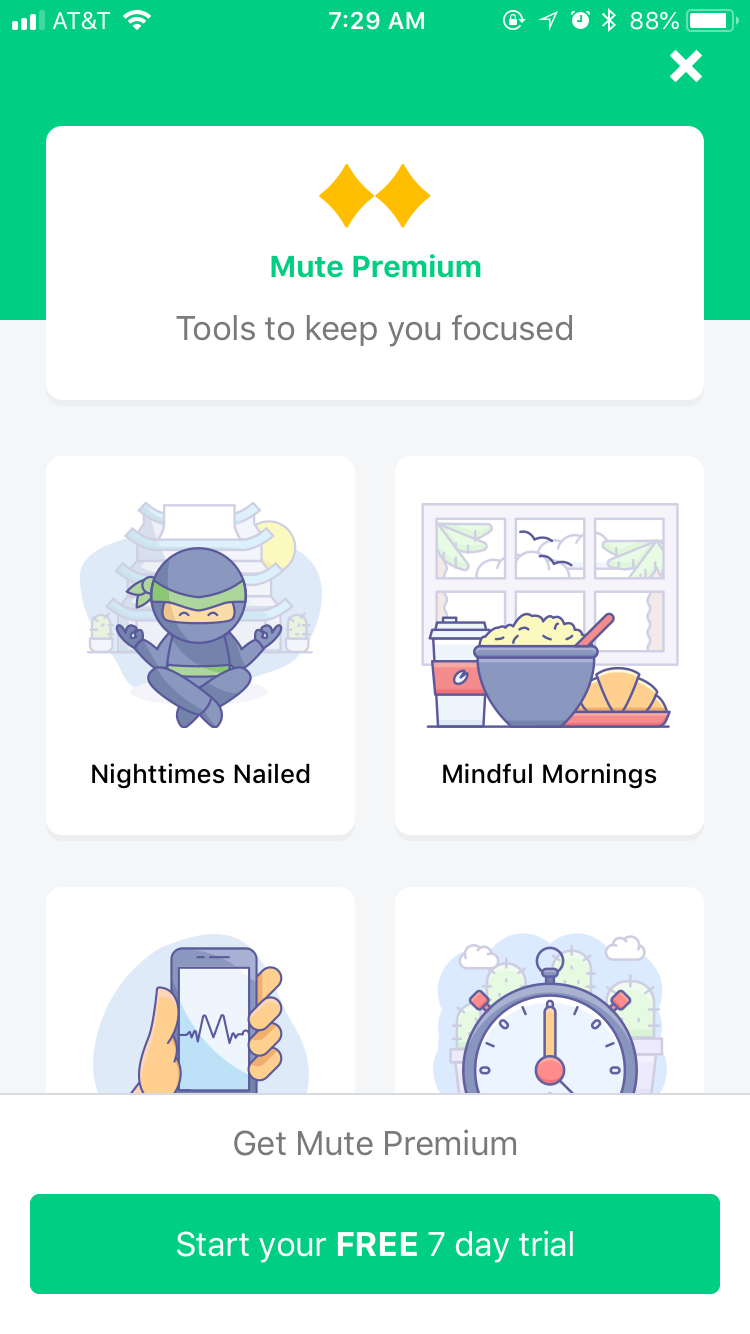 AT&T 7:29 AM 88%
Mute Premium
Tools to keep you focused
Nighttimes Nailed
Mindful Mornings
Get Mute Premium
Start your FREE 7 day trial